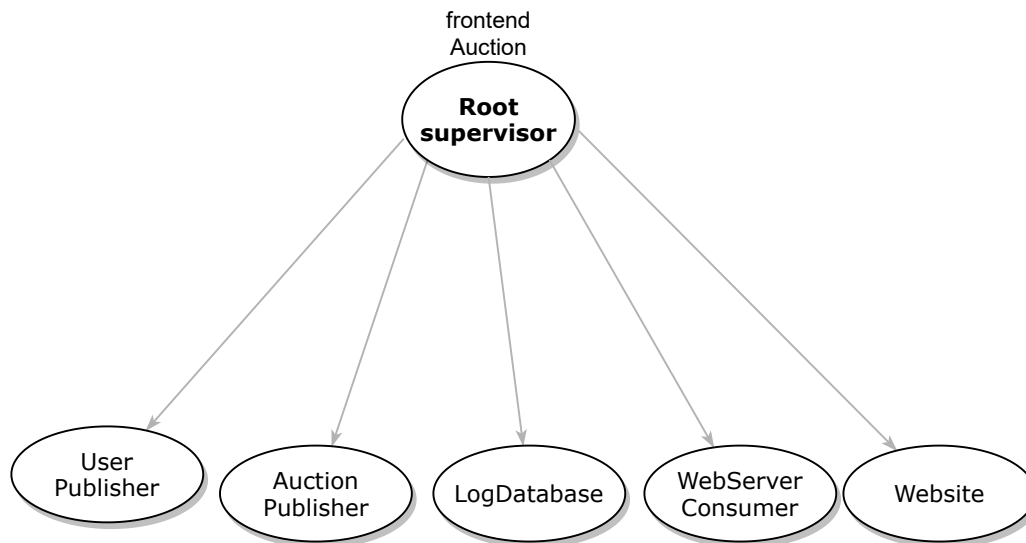 frontend
Auction
Root
supervisor
User
Publisher
Auction
Publisher
LogDatabase
WebServer
Consumer
Website